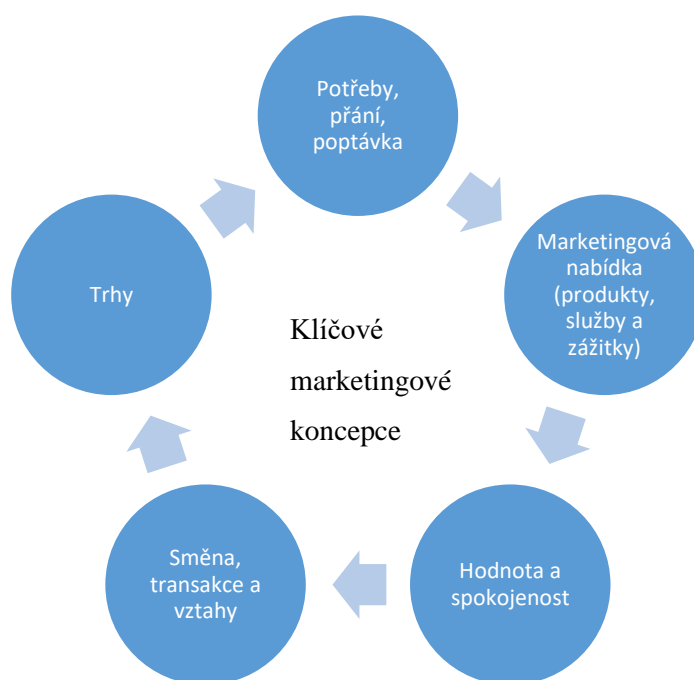 Potřeby,
přání,
poptávka
Marketingová
nabídka
(produkty,
služby a
zážitky)
Trhy
Klíčové
marketingové
koncepce
Směna,
transakce a
vztahy
Hodnota a
spokojenost